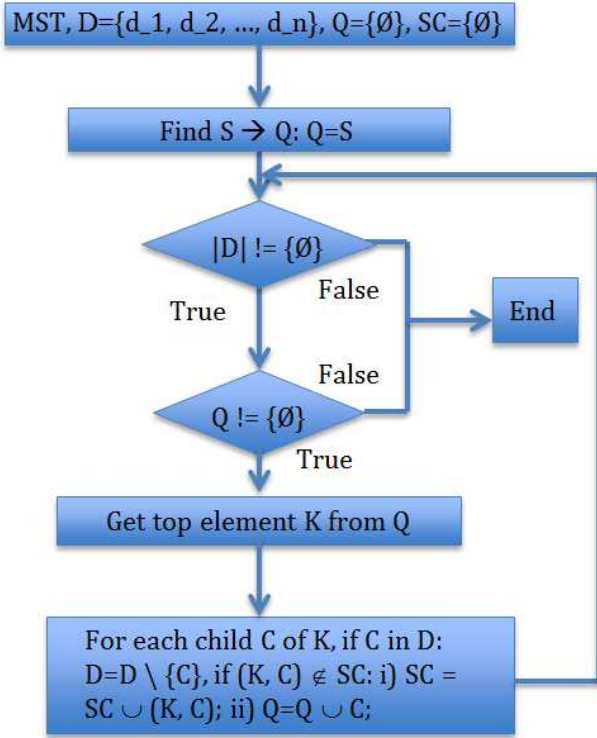 MST, D={d_1, d_2, ..., d_n}, Q={Ø}, SC={Ø}
Find S → Q: Q=S
|D| != {Ø}
False
True
End
False
Q != {Ø}
True
Get top element K from Q
For each child C of K, if C in D:
D=D \ {C}, if (K, C) ∉ SC: i) SC =
SC ∪ (K, C); ii) Q=Q ∪ C;